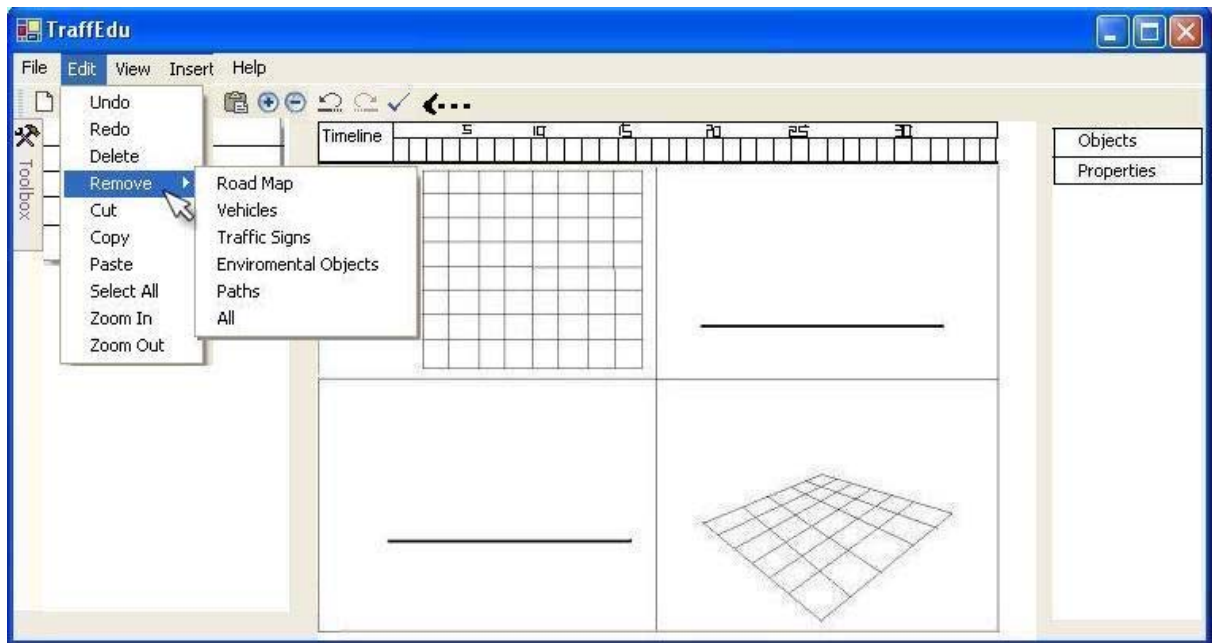 TraffEdu
File Edit View Insert Help
Undo
Redo
Delete
Remove
Cut
Copy
Paste
Select All
Zoom In
Zoom Out
Road Map
Vehicles
Traffic Signs
Enviromental Objects
Paths
All
Toolbox
Timeline 5 10 15 20 25 30
Objects
Properties